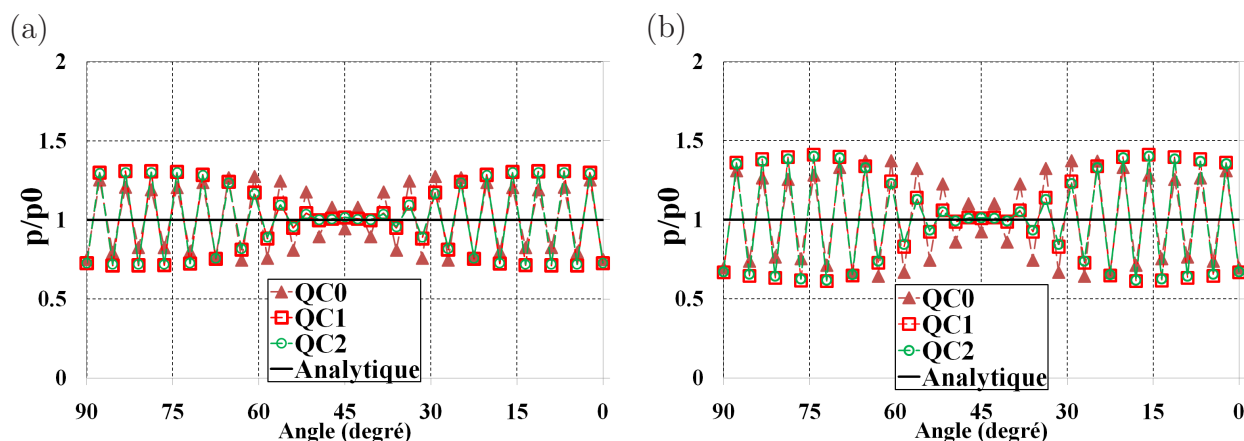 (a)
p/p0
2
1.5
1
0.5
0
QC0
QC1
QC2
Analytique
90 75 60 45 30 15 0
Angle (degré)
(b)
p/p0
2
1.5
1
0.5
0
QC0
QC1
QC2
Analytique
90 75 60 45 30 15 0
Angle (degré)